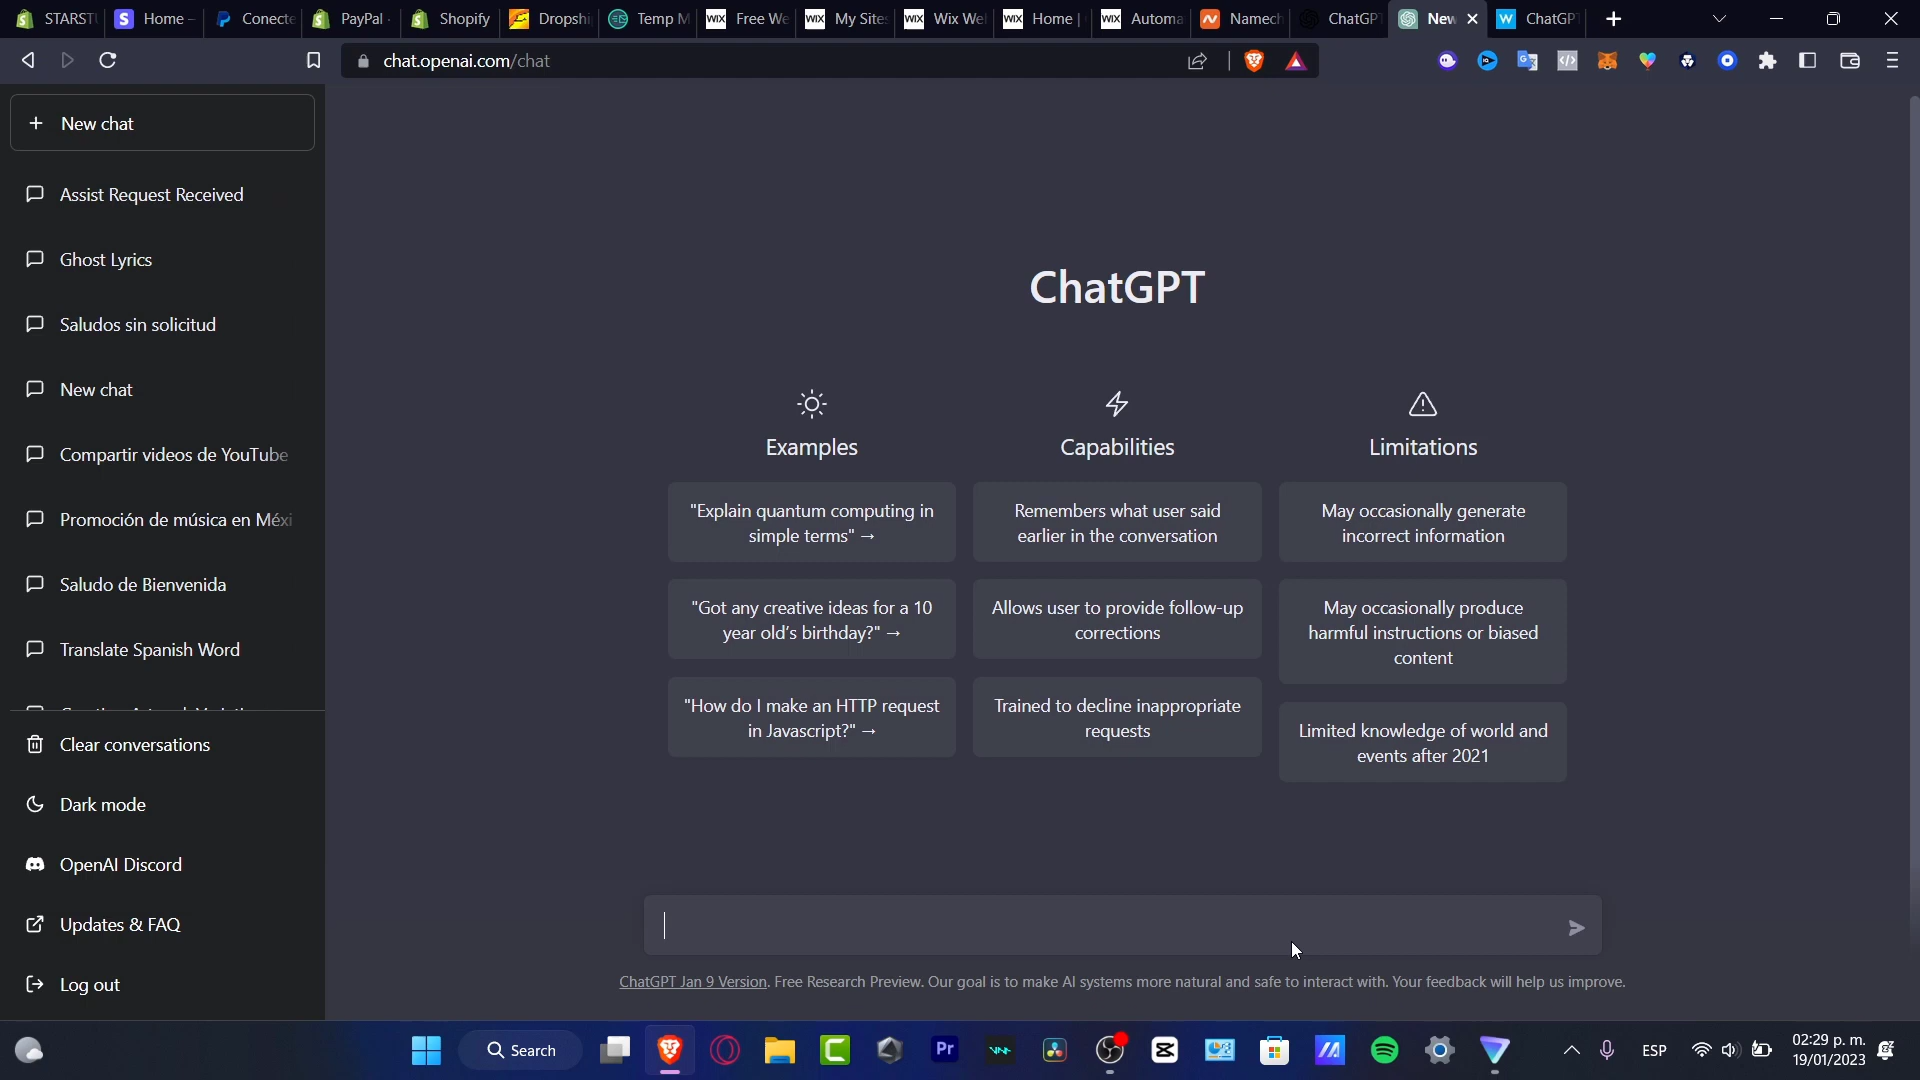 STARSTU
Home -
Conecte
PayPal
Shopify
Dropshi
Temp M
Free We
My Site
Wix We
Home |
Automa
Namech
ChatGPT
New
ChatGPT
chat.openai.com/chat
New chat
Assist Request Received
Ghost Lyrics
Saludos sin solicitud
New chat
Compartir videos de YouTube
Promoción de música en Méxi
Saludo de Bienvenida
Translate Spanish Word
Clear conversations
Dark mode
OpenAI Discord
Updates & FAQ
Log out
ChatGPT
Examples
"Explain quantum computing in
simple terms" →
"Got any creative ideas for a 10
year old's birthday?" →
"How do I make an HTTP request
in Javascript?" →
Capabilities
Remembers what user said
earlier in the conversation
Allows user to provide follow-up
corrections
Trained to decline inappropriate
requests
Limitations
May occasionally generate
incorrect information
May occasionally produce
harmful instructions or biased
content
Limited knowledge of world and
events after 2021
ChatGPT Jan 9 Version. Free Research Preview. Our goal is to make AI systems more natural and safe to interact with. Your feedback will help us improve.
Search
Pr
ESP
02:29 p. m.
19/01/2023